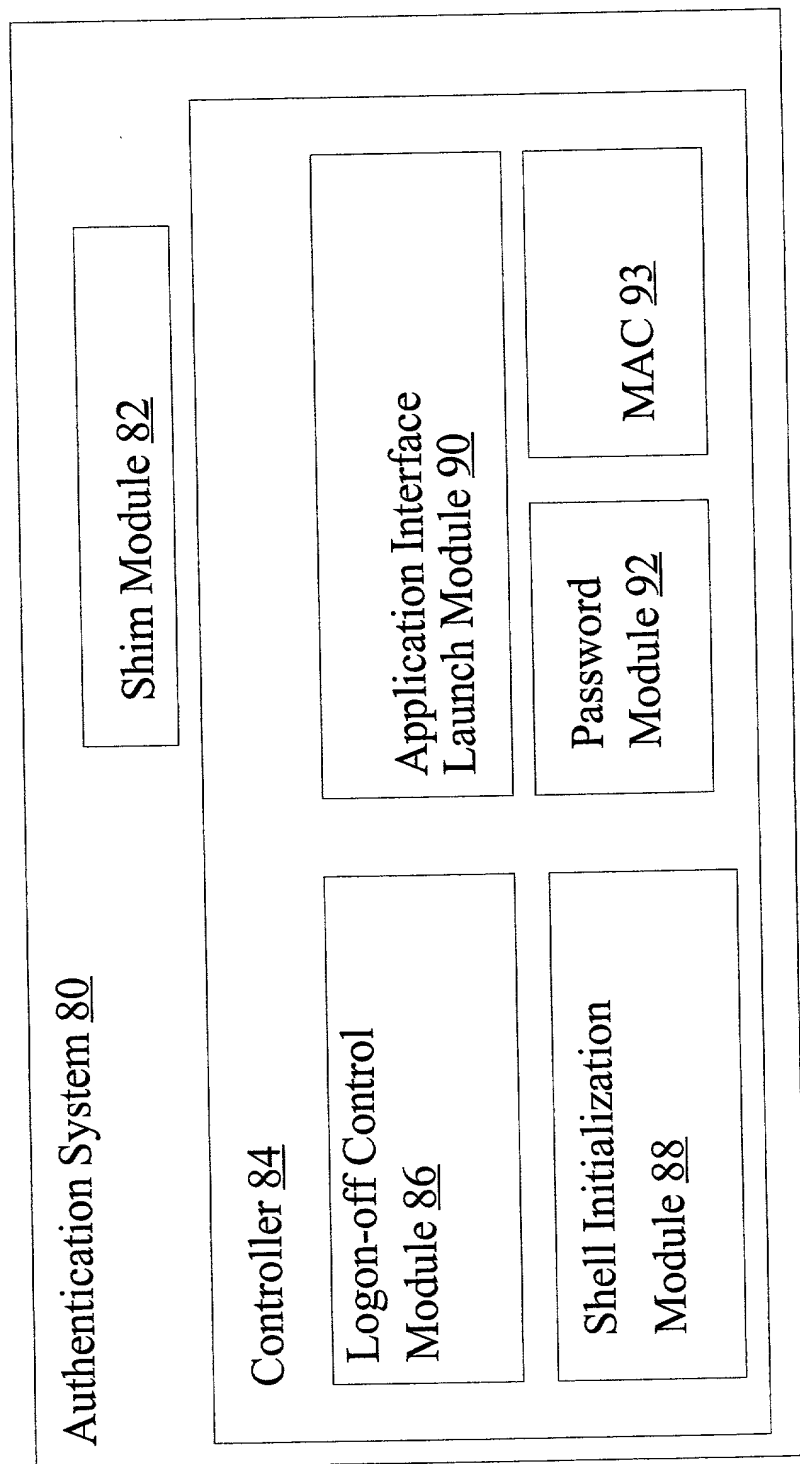 Authentication System 80
Shim Module 82
Controller 84
Logon-off Control
Module 86
Application Interface
Launch Module 90
Shell Initialization
Module 88
Password
Module 92
MAC 93